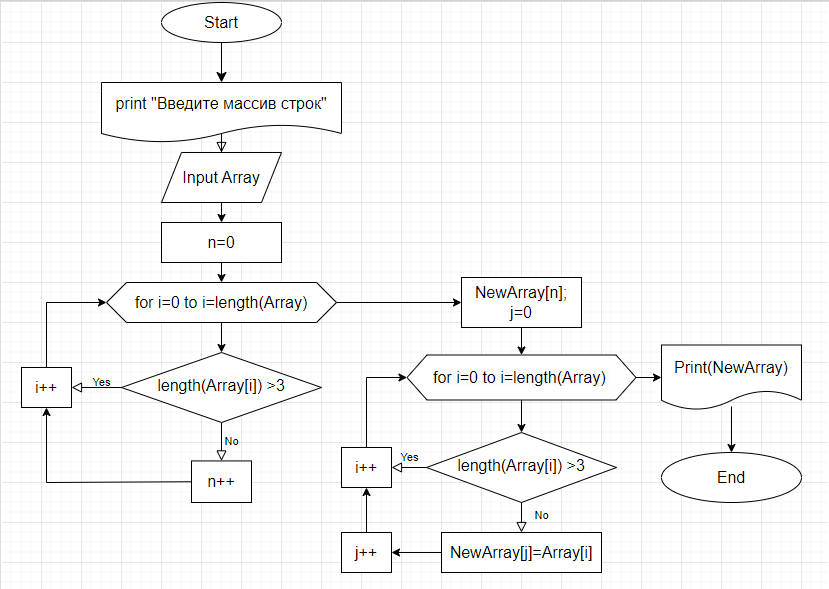 Start
print "Введите массив строк"
Input Array
n=0
for i=0 to i=length(Array)
length(Array[i]) >3
Yes
i++
No
n++
NewArray[n];
j=0
for i=0 to i=length(Array)
length(Array[i]) >3
Yes
i++
No
NewArray[j]=Array[i]
j++
Print(NewArray)
End